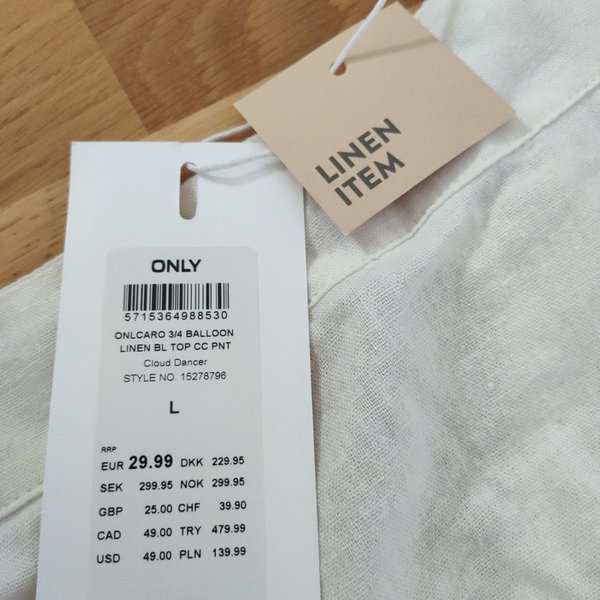 LINEN
ITEM
ONLY
5715364988530
ONLCARO 3/4 BALLOON
LINEN BL TOP CC PNT
Cloud Dancer
STYLE NO. 15278796
L
RRP
EUR 29.99 DKK 229.95
SEK 299.95 NOK 299.95
GBP 25.00 CHF 39.90
CAD 49.00 TRY 479.99
USD 49.00 PLN 139.99